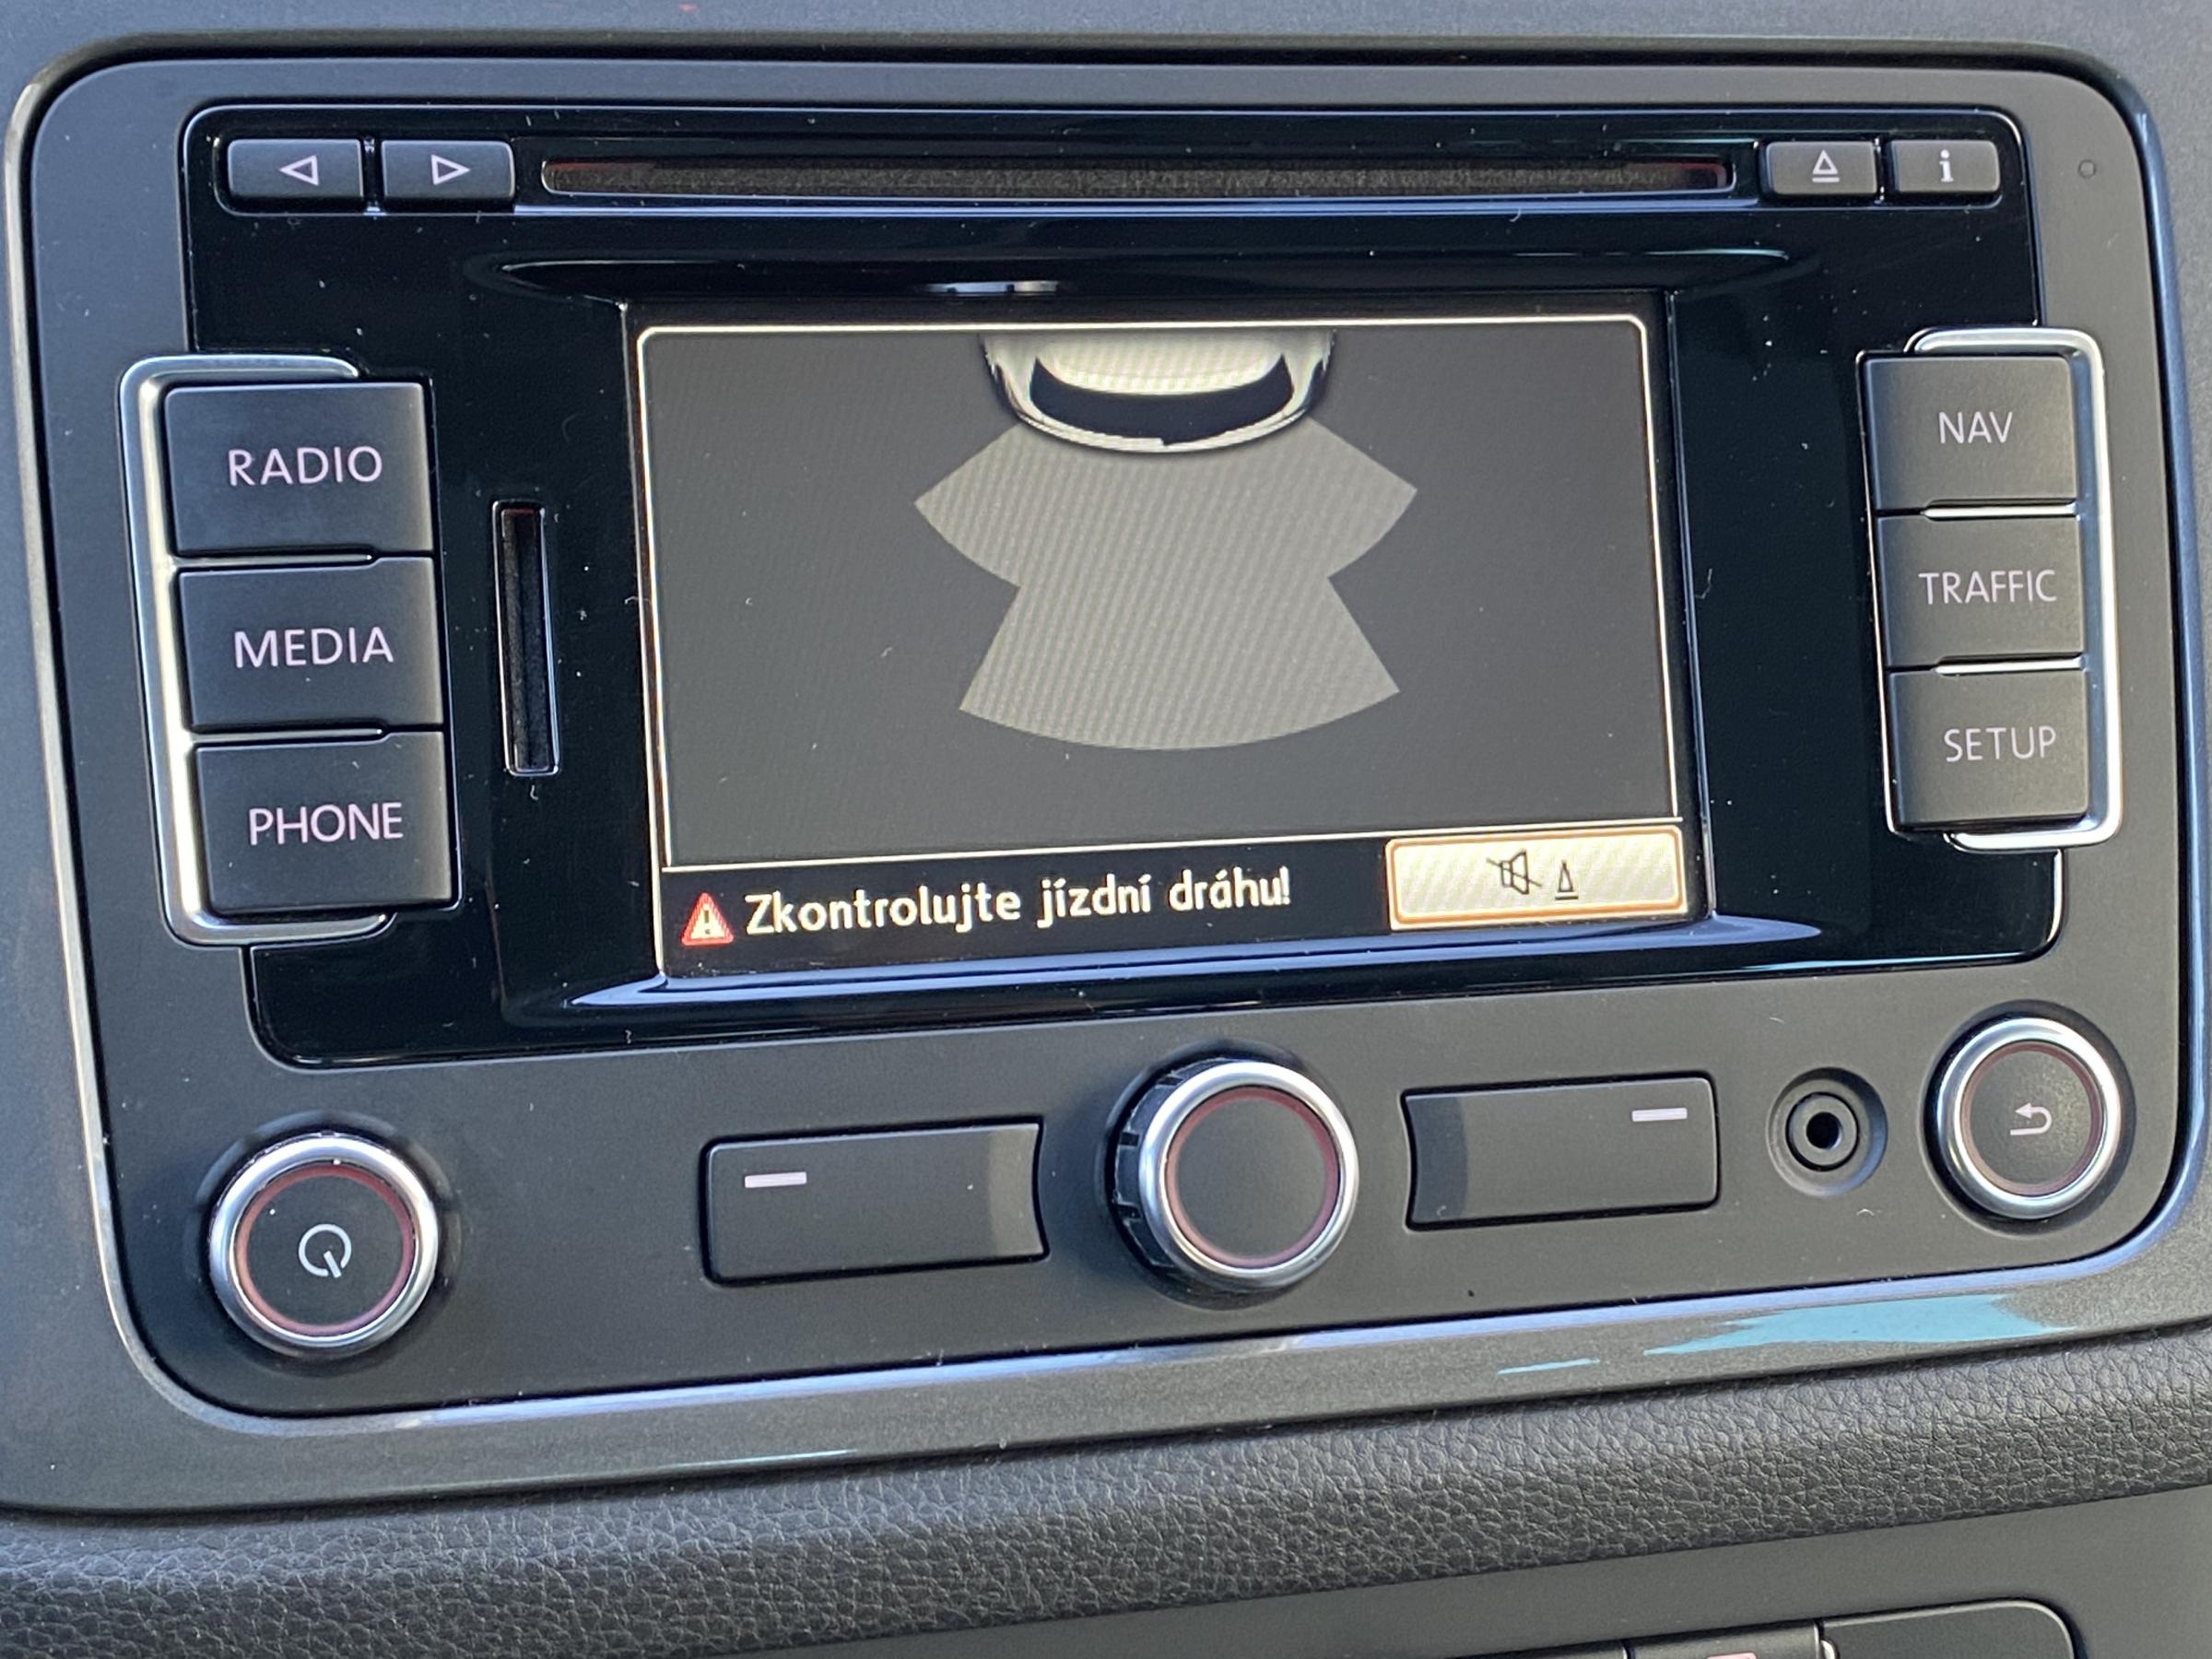 i
RADIO
MEDIA
PHONE
NAV
TRAFFIC
SETUP
Zkontrolujte jízdní dráhu!